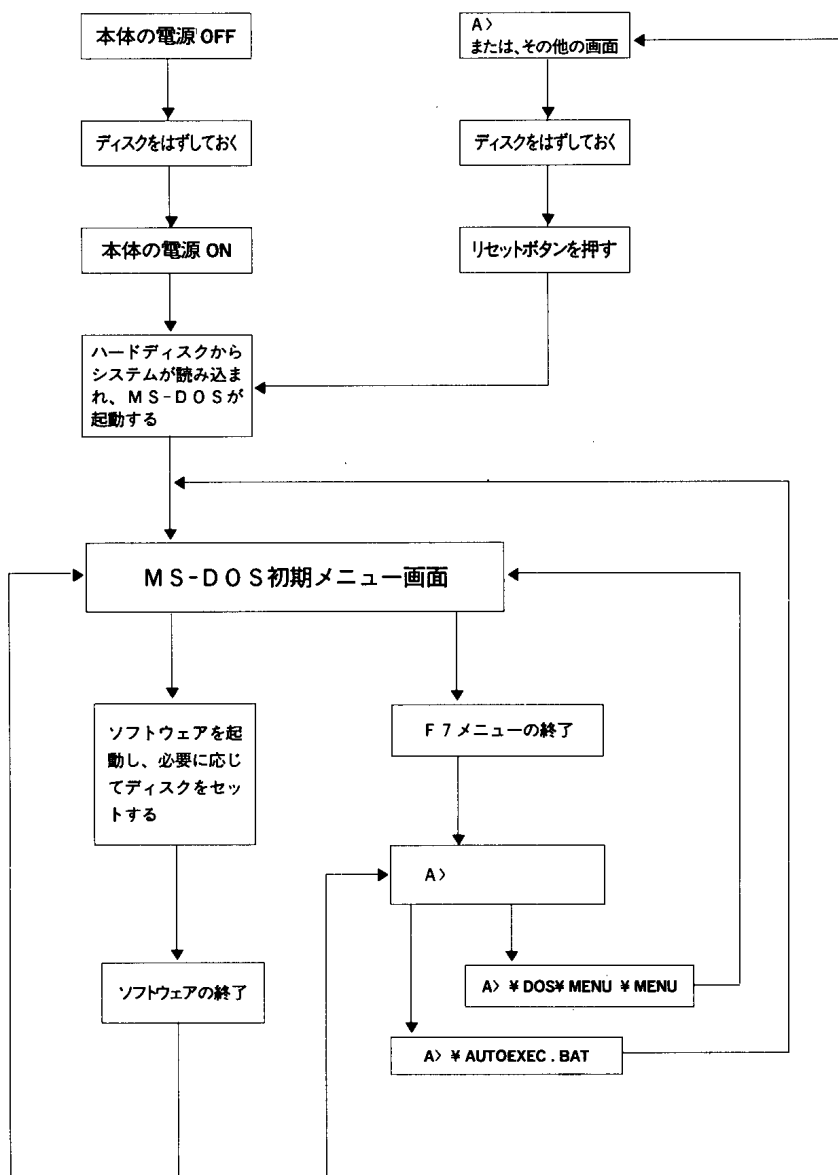 本体の電源 OFF
ディスクをはずしておく
本体の電源 ON
ハードディスクから
システムが読み込ま
れ、MS-DOSが
起動する
A〉
または、その他の画面
ディスクをはずしておく
リセットボタンを押す
MS-DOS初期メニュー画面
ソフトウェアを起
動し、必要に応じ
てディスクをセッ
トする
ソフトウェアの終了
F7メニューの終了
A〉
A〉¥DOS¥MENU¥MENU
A〉¥AUTOEXEC.BAT